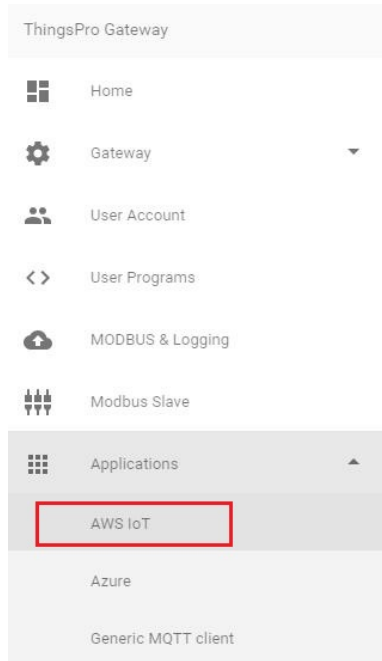 ThingsPro Gateway
Home
Gateway
User Account
User Programs
MODBUS & Logging
Modbus Slave
Applications
AWS IoT
Azure
Generic MQTT client